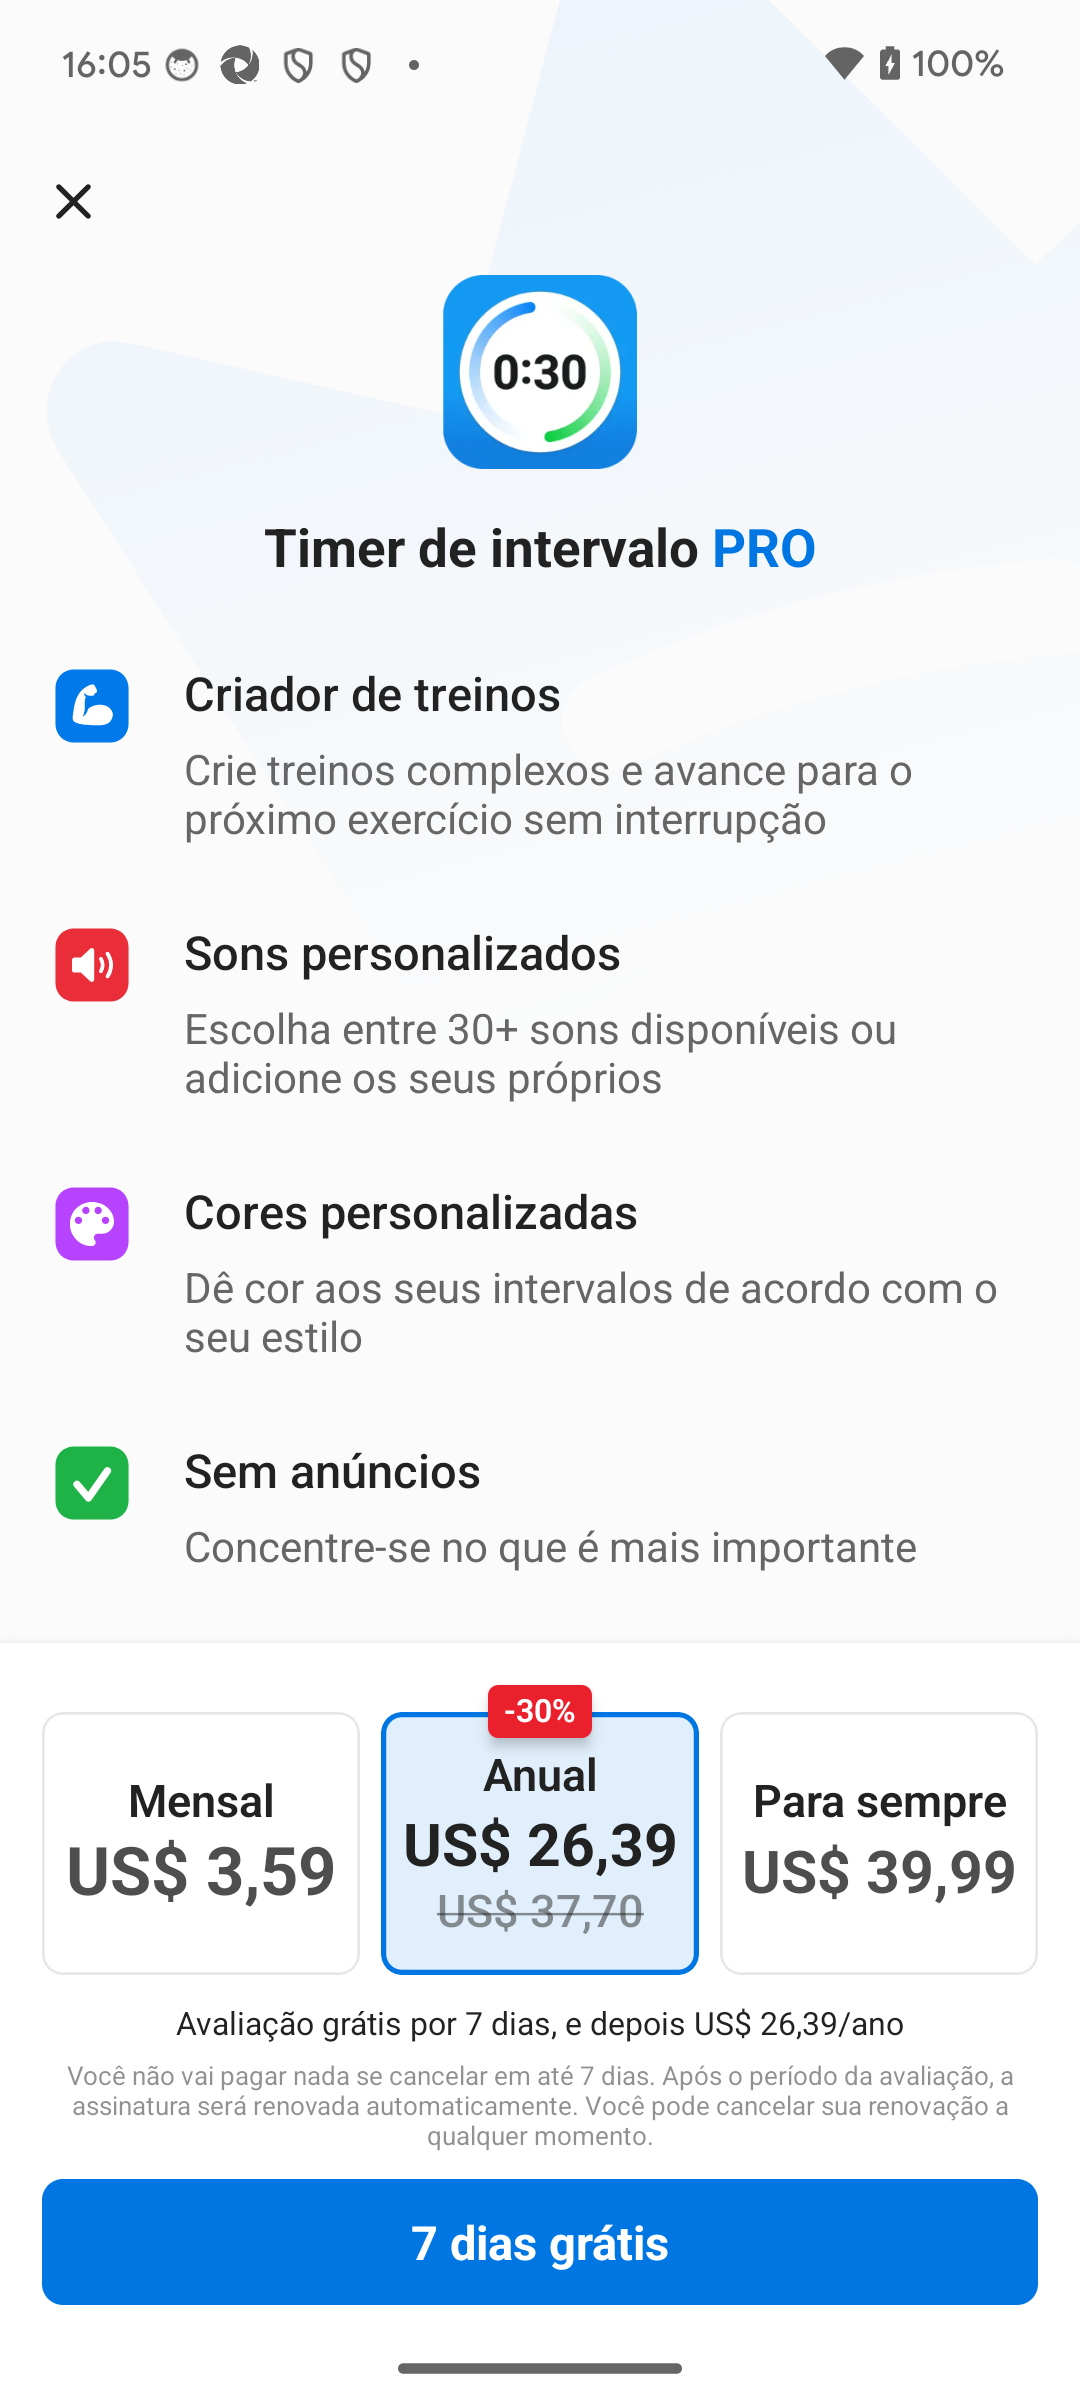 16:05
100%
0:30
Timer de intervalo PRO
Criador de treinos
Crie treinos complexos e avance para o
próximo exercício sem interrupção
Sons personalizados
Escolha entre 30+ sons disponíveis ou
adicione os seus próprios
Cores personalizadas
Dê cor aos seus intervalos de acordo com o
seu estilo
Sem anúncios
Concentre-se no que é mais importante
Mensal
US$ 3,59
-30%
Anual
US$ 26,39
US$ 37,70
Para sempre
US$ 39,99
Avaliação grátis por 7 dias, e depois US$ 26,39/ano
Você não vai pagar nada se cancelar em até 7 dias. Após o período da avaliação, a
assinatura será renovada automaticamente. Você pode cancelar sua renovação a
qualquer momento.
7 dias grátis